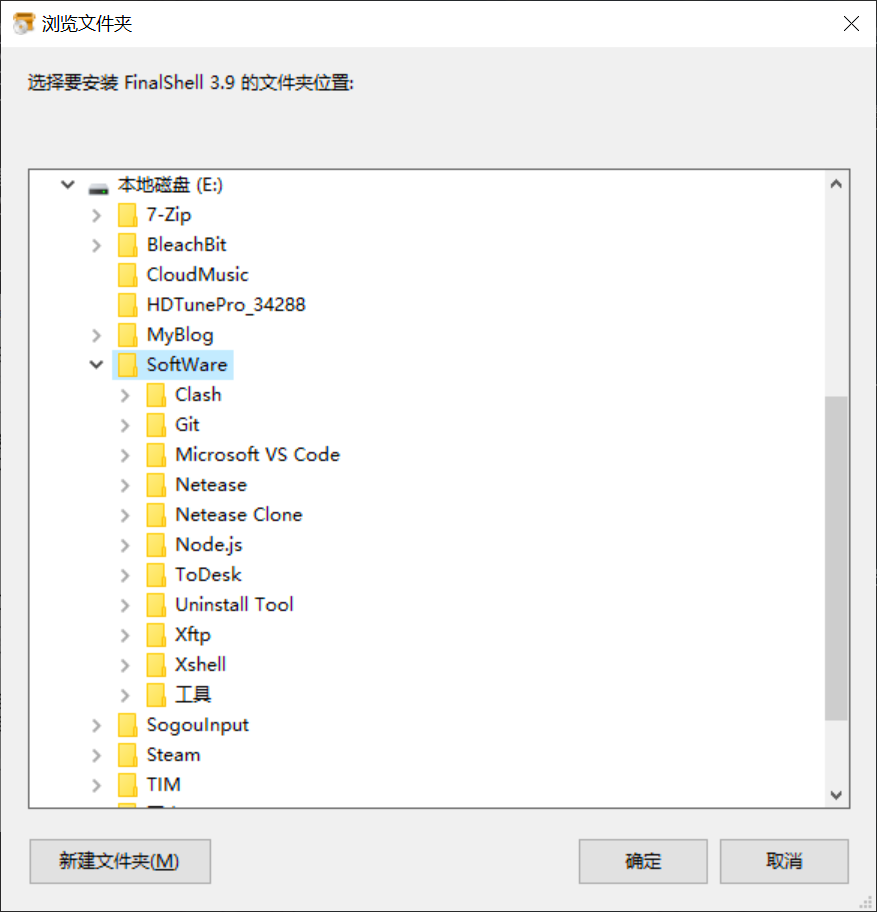 浏览文件夹
选择要安装 FinalShell 3.9 的文件夹位置:
本地磁盘 (E:)
7-Zip
BleachBit
CloudMusic
HDTunePro_34288
MyBlog
SoftWare
Clash
Git
Microsoft VS Code
Netease
Netease Clone
Node.js
ToDesk
Uninstall Tool
Xftp
Xshell
工具
SogouInput
Steam
TIM
新建文件夹(M) 确定 取消